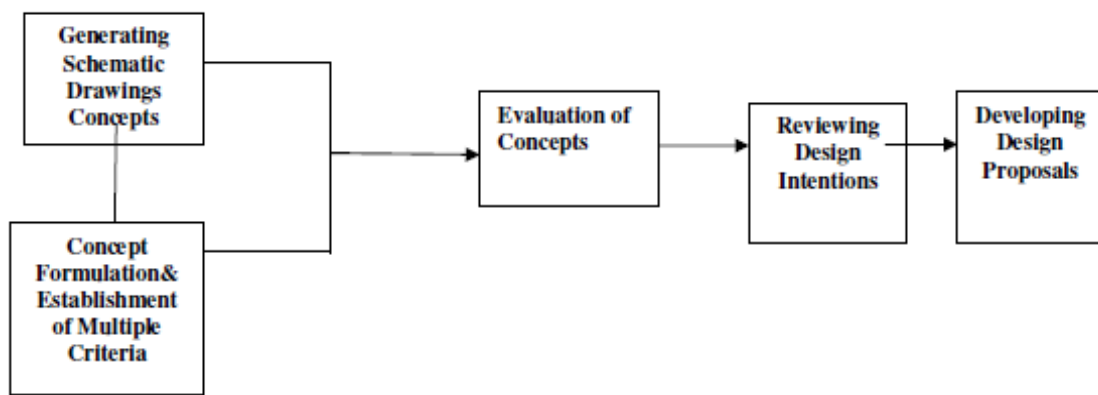 Generating
Schematic
Drawings
Concepts
Concept
Formulation&
Establishment
of Multiple
Criteria
Evaluation of
Concepts
Reviewing
Design
Intentions
Developing
Design
Proposals